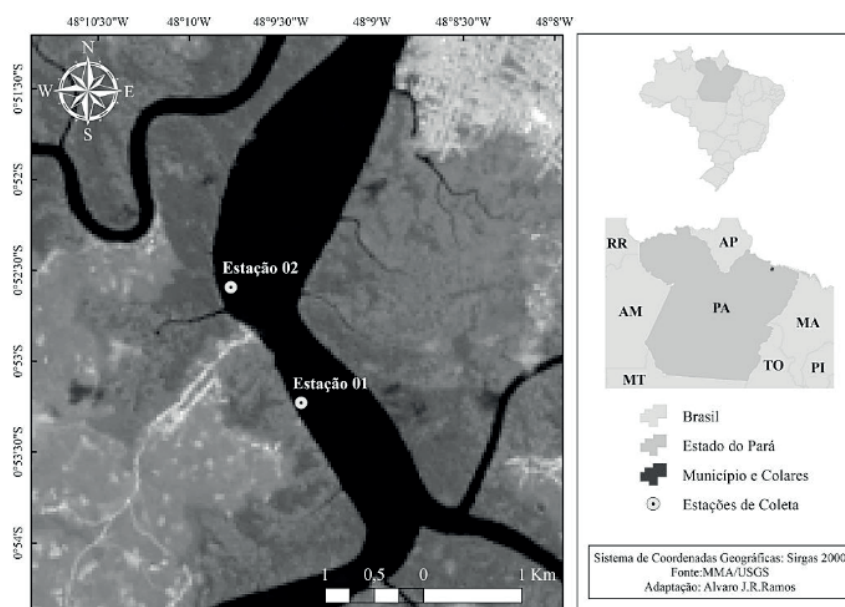 48°10'30"W 48°10'W 48°9'30"W 48°9'W 48°8'30"W 48°8'W
0°51'30"S
0°52'S
0°52'30"S
0°53'S
0°53'30"S
0°54'S
N
W E
S
Estação 02
Estação 01
1 0,5 0 1 Km
RR
AP
AM
PA
MA
TO
PI
MT
Brasil
Estado do Pará
Município e Colares
Estações de Coleta
Sistema de Coordenadas Geográficas: Sirgas 2000
Fonte:MMA/USGS
Adaptação: Alvaro J.R.Ramos